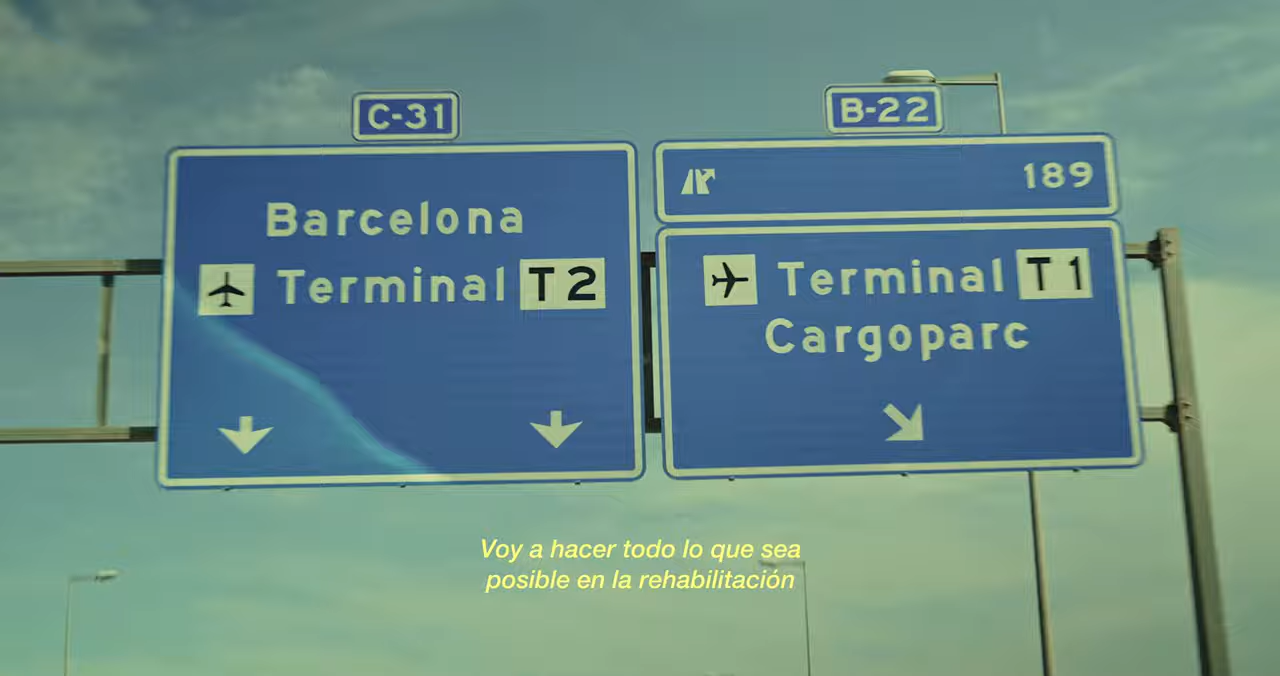 C-31
Barcelona
Terminal T2
B-22
189
Terminal T1
Cargoparc
Voy a hacer todo lo que sea
posible en la rehabilitación